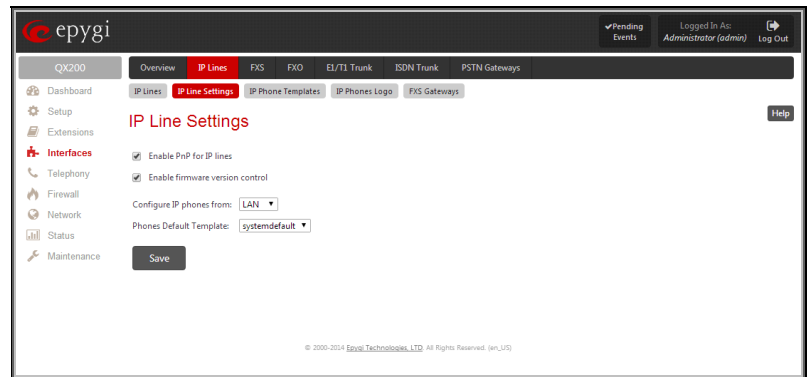 epygi
✔Pending Events
Logged In As:
Administrator (admin)
Log Out
QX200
Overview IP Lines FXS FXO E1/T1 Trunk ISDN Trunk PSTN Gateways
Dashboard
Setup
Extensions
Interfaces
Telephony
Firewall
Network
Status
Maintenance
IP Lines IP Line Settings IP Phone Templates IP Phones Logo FXS Gateways
Help
IP Line Settings
Enable PnP for IP lines
Enable firmware version control
Configure IP phones from: LAN
Phones Default Template: systemdefault
Save
© 2000-2014 Epygi Technologies, LTD. All Rights Reserved. (en_US)